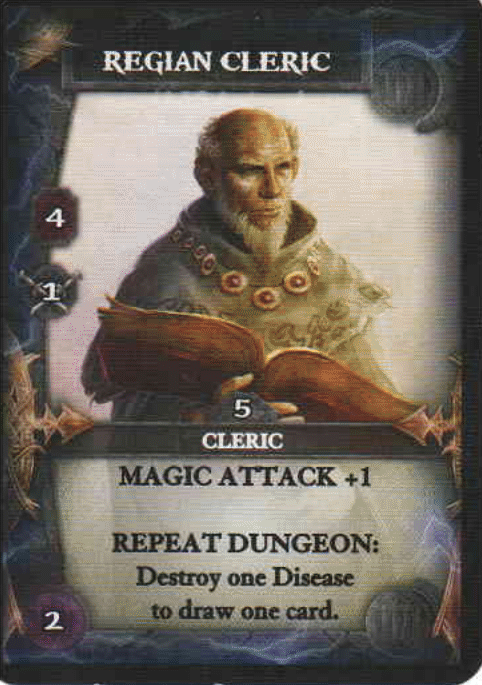 REGIAN CLERIC
4
1
5
CLERIC
MAGIC ATTACK +1
REPEAT DUNGEON:
Destroy one Disease
to draw one card.
2